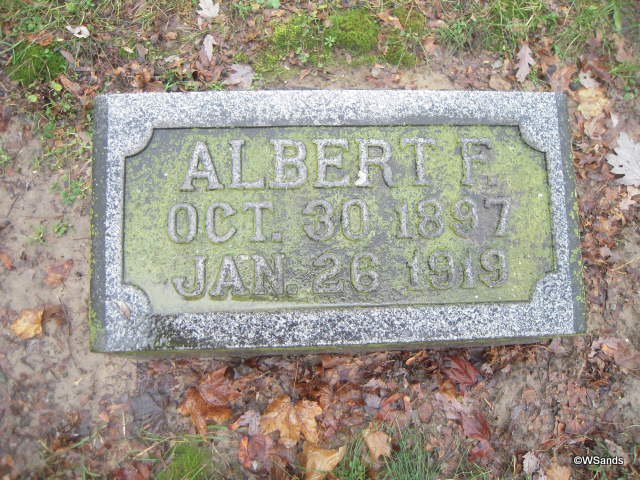 ALBERT F.
OCT. 30 1897
JAN. 26 1919
©WSands